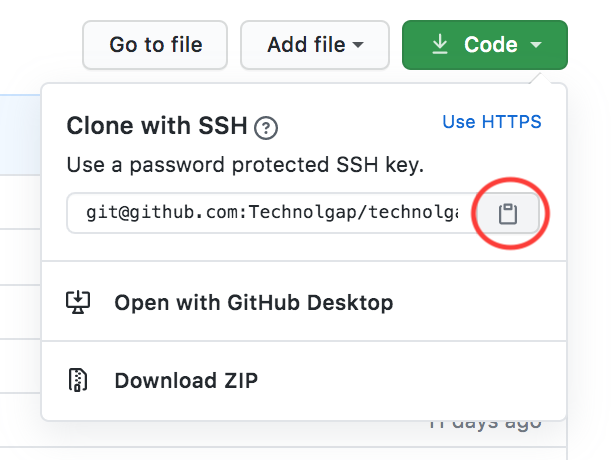 Go to file
Add file
Code
Clone with SSH
Use HTTPS
Use a password protected SSH key.
git@github.com:Technolgap/technolga
Open with GitHub Desktop
Download ZIP
11 days ago